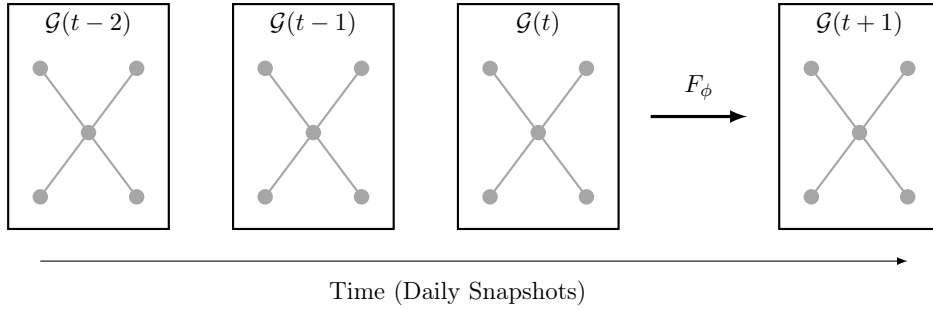 𝒢(t − 2)
𝒢(t − 1)
𝒢(t)
𝒢(t + 1)
F_ϕ
Time (Daily Snapshots)